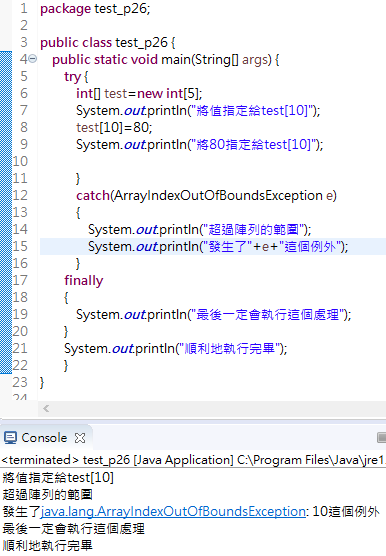 1 package test_p26;
2
3 public class test_p26 {
4 public static void main(String[] args) {
5 try {
6 int[] test=new int[5];
7 System.out.println("將值指定給test[10]");
8 test[10]=80;
9 System.out.println("將80指定給test[10]");
10
11 }
12 catch(ArrayIndexOutOfBoundsException e)
13 {
14 System.out.println("超過陣列的範圍");
15 System.out.println("發生了"+e+"這個例外");
16 }
17 finally
18 {
19 System.out.println("最後一定會執行這個處理");
20 }
21 System.out.println("順利地執行完畢");
22 }
23 }
24
Console
<terminated> test_p26 [Java Application] C:\Program Files\Java\jre1
將值指定給test[10]
超過陣列的範圍
發生了java.lang.ArrayIndexOutOfBoundsException: 10這個例外
最後一定會執行這個處理
順利地執行完畢